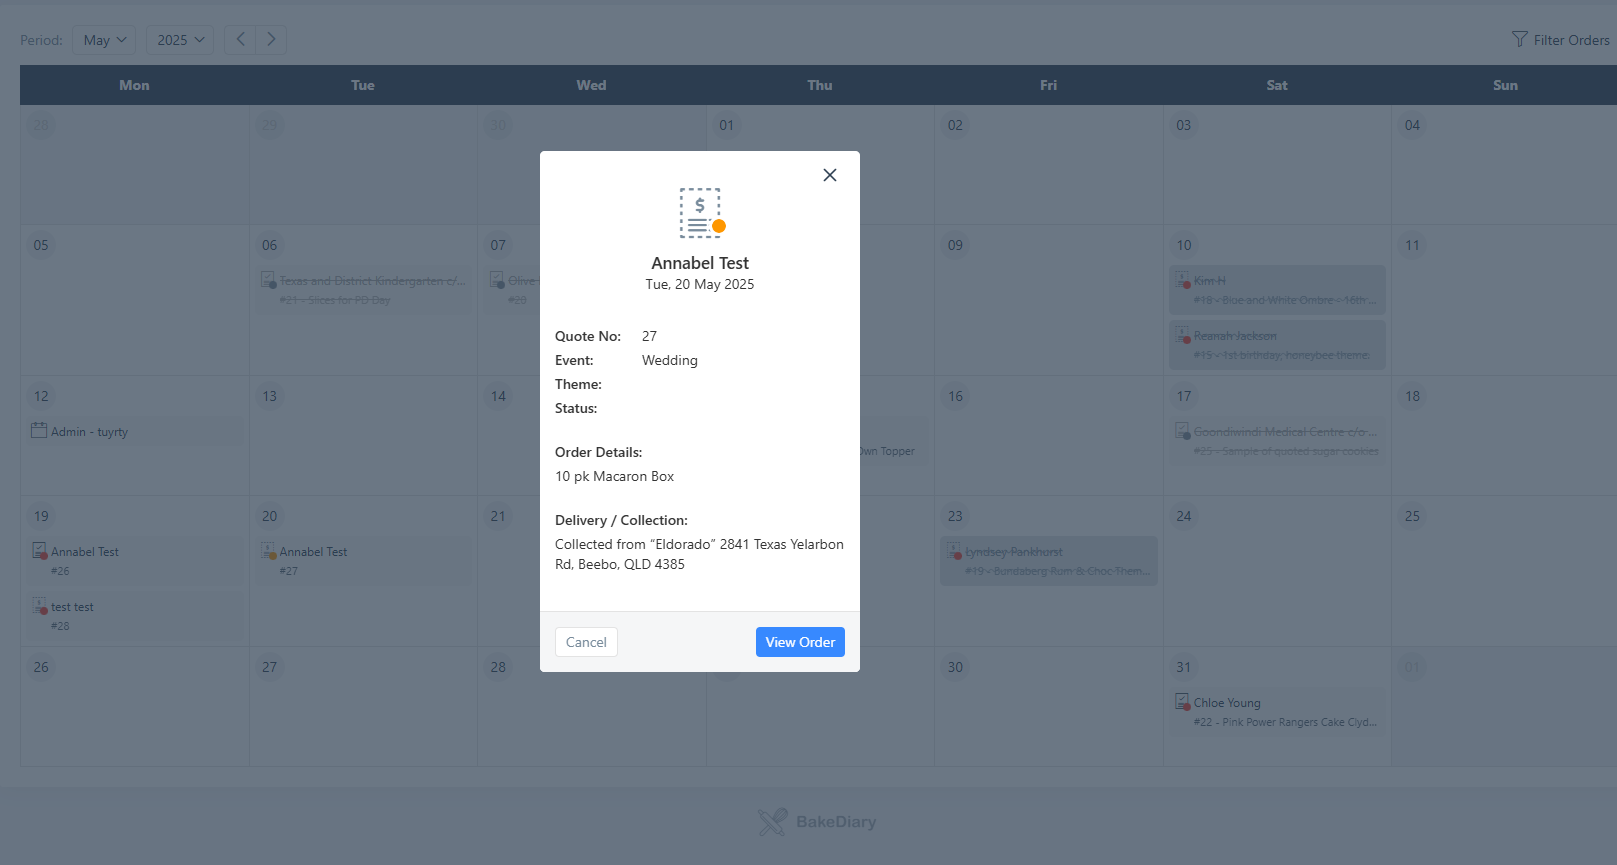 Period: May 2025
Filter Orders
Mon Tue Wed Thu Fri Sat Sun
28 29 30 01 02 03 04
05 06 07 09 10 11
Texas and District Kindergarten c/...
#21 - Slices for PD Day
Olive
#20
Kim H
#18 - Blue and White Ombre - 16th ...
Reanah Jackson
#15 - 1st birthday, honeybee theme.
12 13 14 16 17 18
Admin - tuyrty
Own Topper
Goondiwindi Medical Centre c/o ...
#25 - Sample of quoted sugar cookies
19 20 21 23 24 25
Annabel Test
#26
test test
#28
Annabel Test
#27
Lyndsey Pankhurst
#19 - Bundaberg Rum & Choc Them...
26 27 28 30 31 01
Chloe Young
#22 - Pink Power Rangers Cake Clyd...
$
Annabel Test
Tue, 20 May 2025
Quote No: 27
Event: Wedding
Theme:
Status:
Order Details:
10 pk Macaron Box
Delivery / Collection:
Collected from “Eldorado” 2841 Texas Yelarbon
Rd, Beebo, QLD 4385
Cancel View Order
BakeDiary